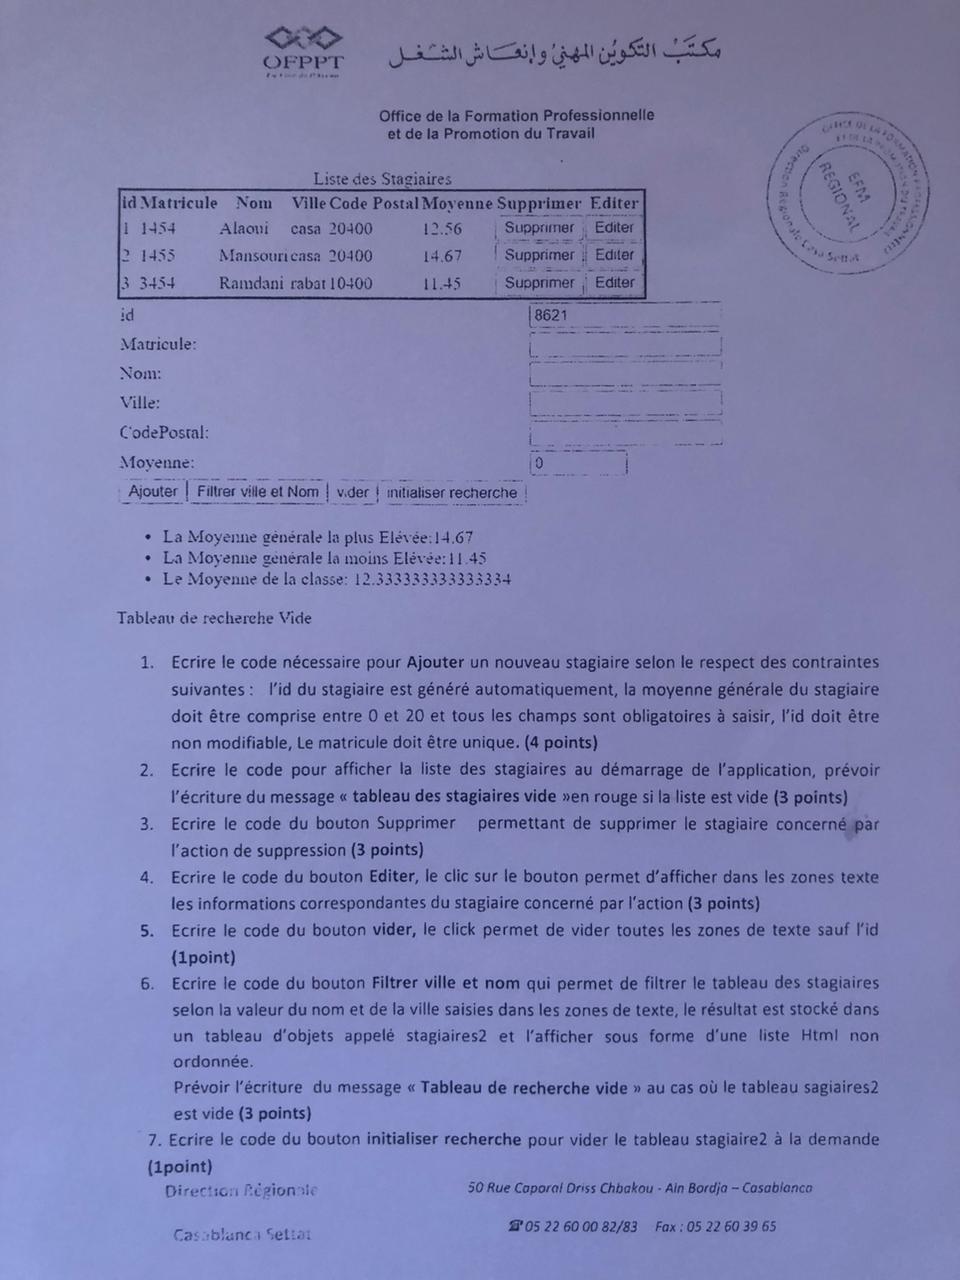 OFPPT
مكتب التكوين المهني وإنعاش الشغل
Office de la Formation Professionnelle
et de la Promotion du Travail
EFM
REGIONAL
Liste des Stagiaires
id Matricule Nom Ville Code Postal Moyenne Supprimer Editer
1 1454 Alaoui casa 20400 12.56 Supprimer Editer
2 1455 Mansouri casa 20400 14.67 Supprimer Editer
3 3454 Ramdani rabat 10400 11.45 Supprimer Editer
id 8621
Matricule:
Nom:
Ville:
CodePostal:
Moyenne: 0
Ajouter Filtrer ville et Nom vider initialiser recherche
• La Moyenne générale la plus Elévée:14.67
• La Moyenne générale la moins Elévée:11.45
• Le Moyenne de la classe: 12.333333333333334
Tableau de recherche Vide
1. Ecrire le code nécessaire pour Ajouter un nouveau stagiaire selon le respect des contraintes
suivantes : l’id du stagiaire est généré automatiquement, la moyenne générale du stagiaire
doit être comprise entre 0 et 20 et tous les champs sont obligatoires à saisir, l’id doit être
non modifiable, Le matricule doit être unique. (4 points)
2. Ecrire le code pour afficher la liste des stagiaires au démarrage de l’application, prévoir
l’écriture du message « tableau des stagiaires vide »en rouge si la liste est vide (3 points)
3. Ecrire le code du bouton Supprimer permettant de supprimer le stagiaire concerné par
l’action de suppression (3 points)
4. Ecrire le code du bouton Editer, le clic sur le bouton permet d’afficher dans les zones texte
les informations correspondantes du stagiaire concerné par l’action (3 points)
5. Ecrire le code du bouton vider, le click permet de vider toutes les zones de texte sauf l’id
(1point)
6. Ecrire le code du bouton Filtrer ville et nom qui permet de filtrer le tableau des stagiaires
selon la valeur du nom et de la ville saisies dans les zones de texte, le résultat est stocké dans
un tableau d’objets appelé stagiaires2 et l’afficher sous forme d’une liste Html non
ordonnée.
Prévoir l’écriture du message « Tableau de recherche vide » au cas où le tableau sagiaires2
est vide (3 points)
7. Ecrire le code du bouton initialiser recherche pour vider le tableau stagiaire2 à la demande
(1point)
Direction Régionale
50 Rue Caporal Driss Chbakou - Ain Bordja – Casablanca
Casablanca Settat
☎ 05 22 60 00 82/83 Fax : 05 22 60 39 65